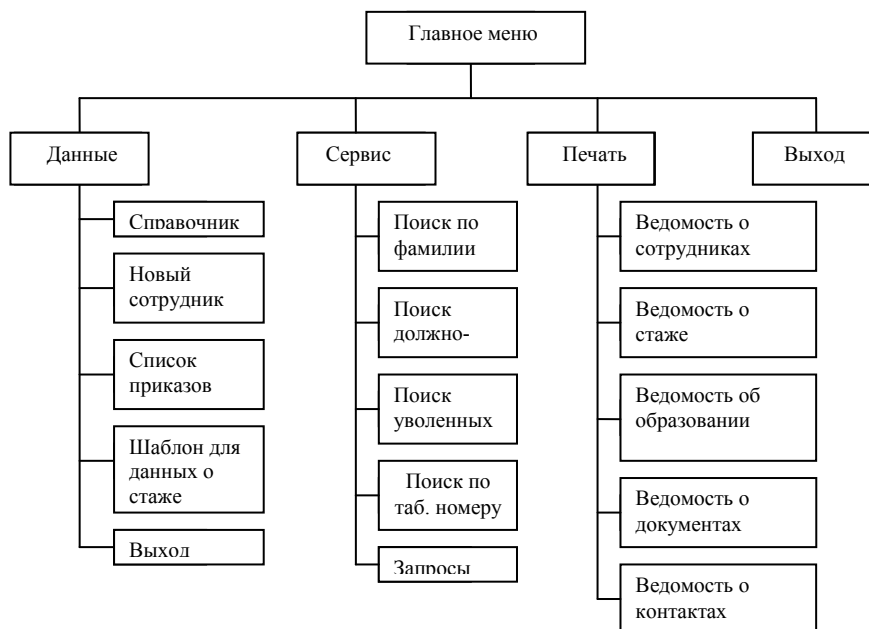 Главное меню
Данные
Сервис
Печать
Выход
Справочник
Новый
сотрудник
Список
приказов
Шаблон для
данных о
стаже
Выход
Поиск по
фамилии
Поиск
должно-
Поиск
уволенных
Поиск по
таб. номеру
Запросы
Ведомость о
сотрудниках
Ведомость о
стаже
Ведомость об
образовании
Ведомость о
документах
Ведомость о
контактах